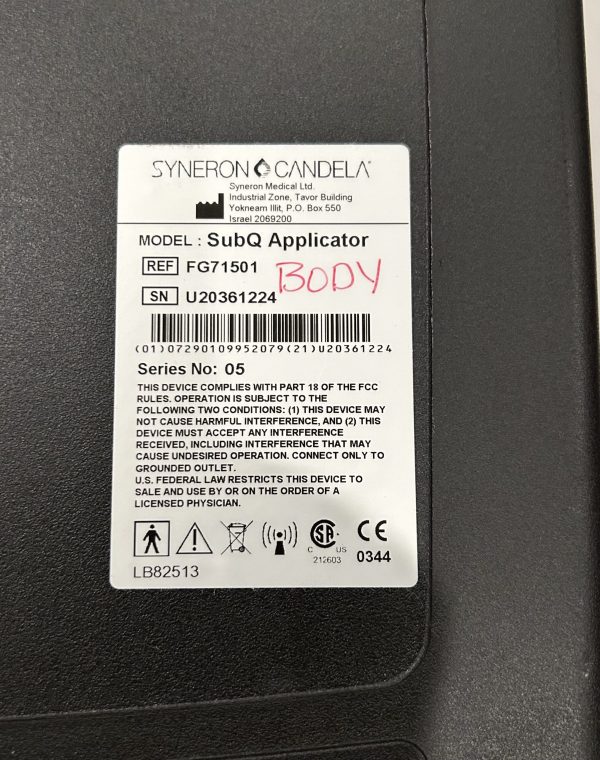 SYNERON CANDELA
Syneron Medical Ltd.
Industrial Zone, Tavor Building
Yokneam Illit, P.O. Box 550
Israel 2069200
MODEL : SubQ Applicator
REF FG71501
BODY
SN U20361224
(01)07290109952079(21)U20361224
Series No: 05
THIS DEVICE COMPLIES WITH PART 18 OF THE FCC
RULES. OPERATION IS SUBJECT TO THE
FOLLOWING TWO CONDITIONS: (1) THIS DEVICE MAY
NOT CAUSE HARMFUL INTERFERENCE, AND (2) THIS
DEVICE MUST ACCEPT ANY INTERFERENCE
RECEIVED, INCLUDING INTERFERENCE THAT MAY
CAUSE UNDESIRED OPERATION. CONNECT ONLY TO
GROUNDED OUTLET.
U.S. FEDERAL LAW RESTRICTS THIS DEVICE TO
SALE AND USE BY OR ON THE ORDER OF A
LICENSED PHYSICIAN.
SA
C US
212603
CE
0344
LB82513